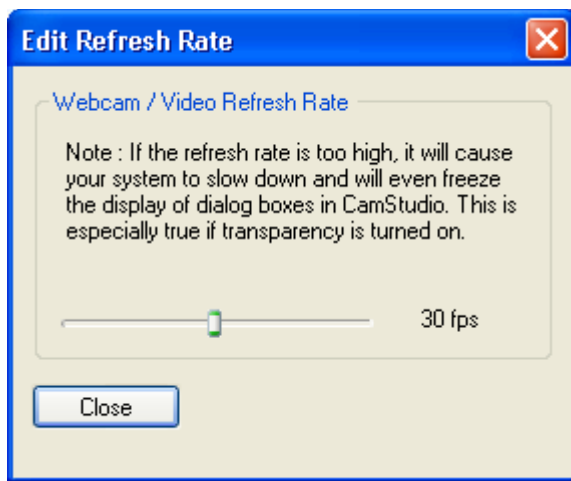 Edit Refresh Rate
Webcam / Video Refresh Rate
Note : If the refresh rate is too high, it will cause
your system to slow down and will even freeze
the display of dialog boxes in CamStudio. This is
especially true if transparency is turned on.
30 fps
Close